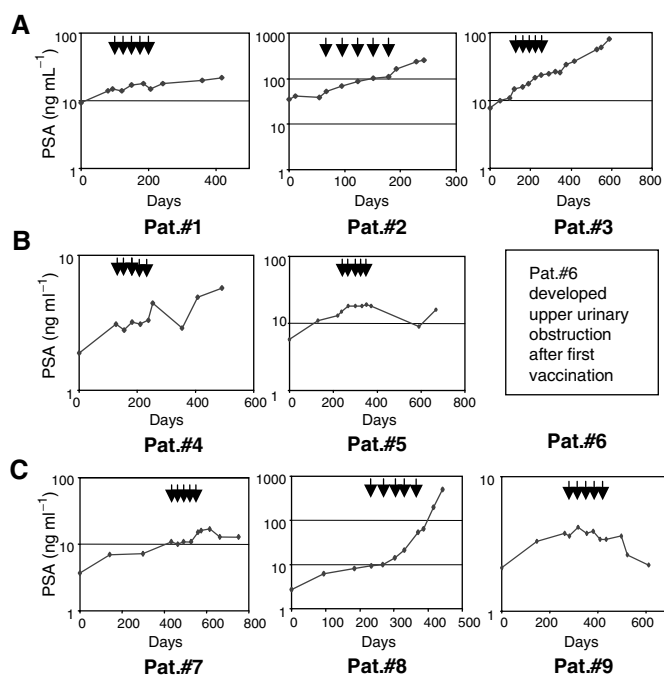 A
PSA (ng mL⁻¹)
100
10
1
0 200 400
Days
Pat.#1
1000
100
10
1
0 100 200 300
Days
Pat.#2
100
10
1
0 200 400 600 800
Days
Pat.#3
B
PSA (ng ml⁻¹)
10
1
0 200 400 600
Days
Pat.#4
100
10
1
0 200 400 600 800
Days
Pat.#5
Pat.#6
developed
upper urinary
obstruction
after first
vaccination
Pat.#6
C
PSA (ng ml⁻¹)
100
10
1
0 200 400 600 800
Days
Pat.#7
1000
100
10
1
0 100 200 300 400 500
Days
Pat.#8
10
1
0 200 400 600
Days
Pat.#9